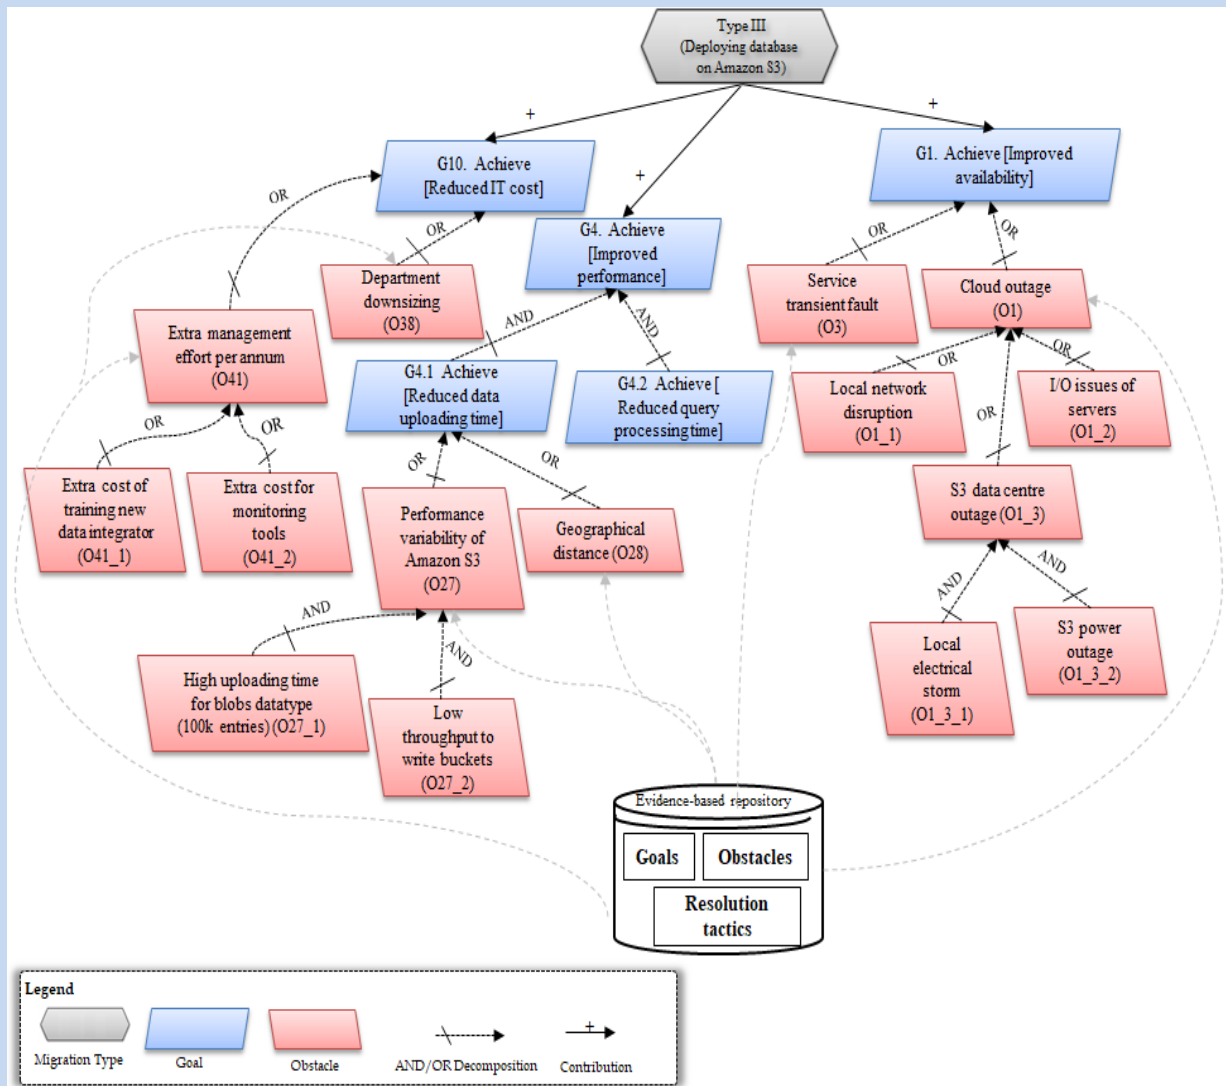 Type III
(Deploying database
on Amazon S3)
+
+
+
G10. Achieve
[Reduced IT cost]
G1. Achieve [Improved
availability]
OR
OR
G4. Achieve
[Improved
performance]
OR
OR
Department
downsizing
(O38)
Service
transient fault
(O3)
Cloud outage
(O1)
Extra management
effort per annum
(O41)
AND
AND
OR
OR
G4.1 Achieve
[Reduced data
uploading time]
G4.2 Achieve [
Reduced query
processing time]
Local network
disruption
(O1_1)
I/O issues of
servers
(O1_2)
OR
OR
OR
OR
OR
Extra cost of
training new
data integrator
(O41_1)
Extra cost for
monitoring
tools
(O41_2)
Performance
variability of
Amazon S3
(O27)
Geographical
distance (O28)
S3 data centre
outage (O1_3)
AND
AND
AND
AND
High uploading time
for blobs datatype
(100k entries) (O27_1)
Low
throughput to
write buckets
(O27_2)
Local
electrical
storm
(O1_3_1)
S3 power
outage
(O1_3_2)
Evidence-based repository
Goals
Obstacles
Resolution
tactics
Legend
+
Migration Type
Goal
Obstacle
AND/OR Decomposition
Contribution